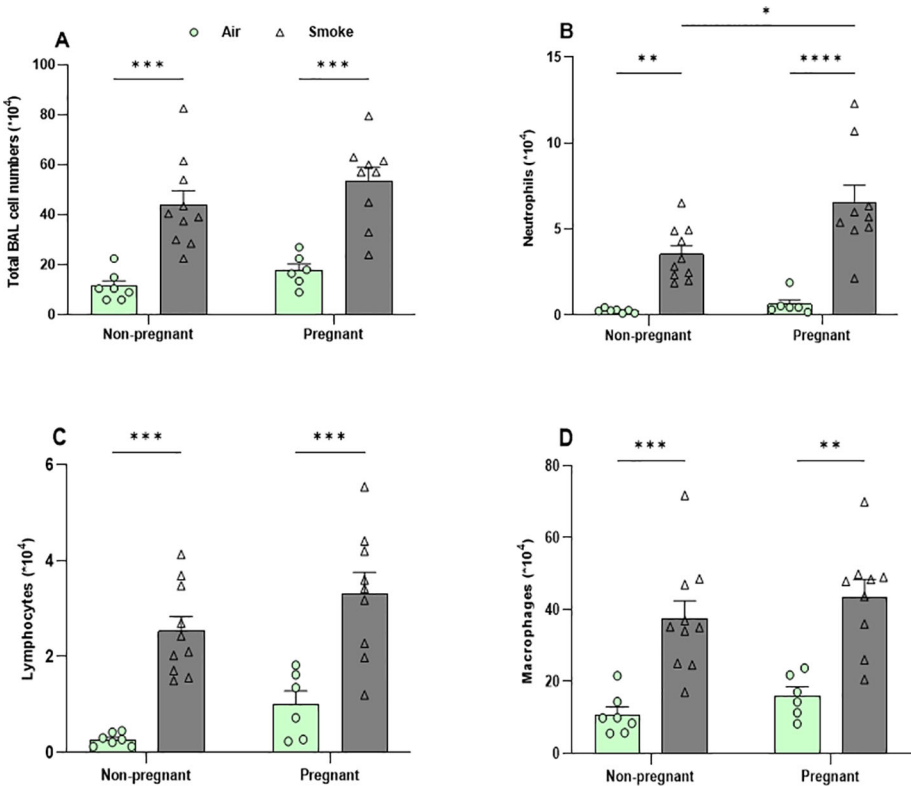 A
Air
Smoke
***
***
Total BAL cell numbers (*10⁴)
100
80
60
40
20
0
Non-pregnant
Pregnant
B
*
**
****
Neutrophils (*10⁴)
15
10
5
0
Non-pregnant
Pregnant
C
***
***
Lymphocytes (*10⁴)
6
4
2
0
Non-pregnant
Pregnant
D
***
**
Macrophages (*10⁴)
80
60
40
20
0
Non-pregnant
Pregnant